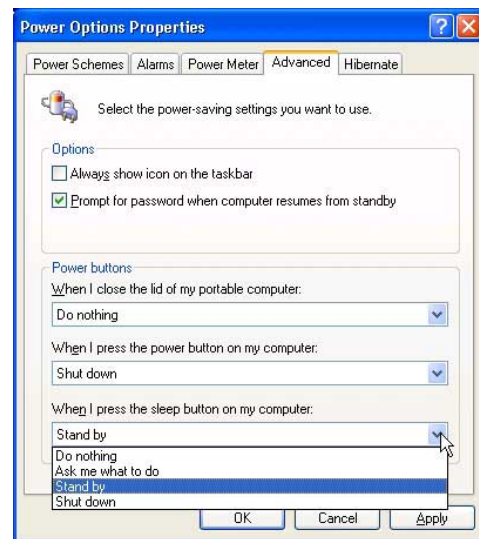 Power Options Properties
Power Schemes Alarms Power Meter Advanced Hibernate
Select the power-saving settings you want to use.
Options
Always show icon on the taskbar
Prompt for password when computer resumes from standby
Power buttons
When I close the lid of my portable computer:
Do nothing
When I press the power button on my computer:
Shut down
When I press the sleep button on my computer:
Stand by
Do nothing
Ask me what to do
Stand by
Shut down
OK Cancel Apply